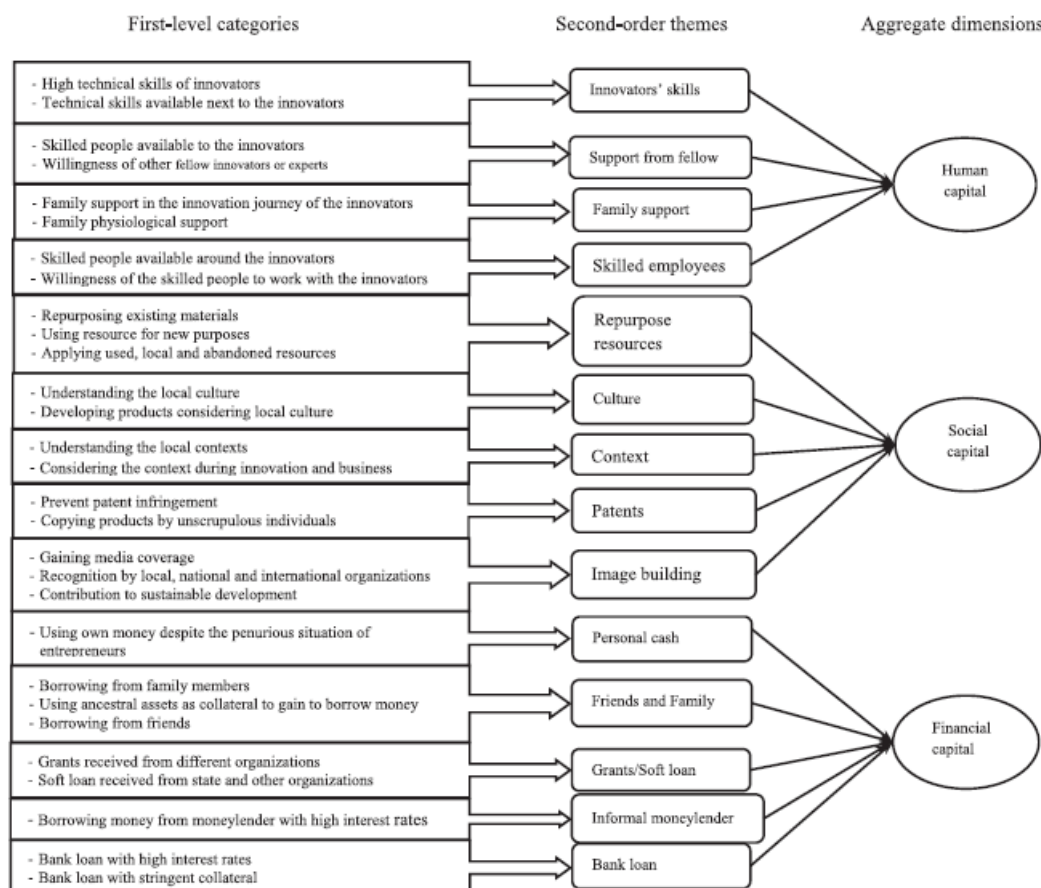 First-level categories
Second-order themes
Aggregate dimensions
- High technical skills of innovators
- Technical skills available next to the innovators
Innovators' skills
- Skilled people available to the innovators
- Willingness of other fellow innovators or experts
Support from fellow
- Family support in the innovation journey of the innovators
- Family physiological support
Family support
- Skilled people available around the innovators
- Willingness of the skilled people to work with the innovators
Skilled employees
Human
capital
- Repurposing existing materials
- Using resource for new purposes
- Applying used, local and abandoned resources
Repurpose
resources
- Understanding the local culture
- Developing products considering local culture
Culture
- Understanding the local contexts
- Considering the context during innovation and business
Context
- Prevent patent infringement
- Copying products by unscrupulous individuals
Patents
- Gaining media coverage
- Recognition by local, national and international organizations
- Contribution to sustainable development
Image building
Social
capital
- Using own money despite the penurious situation of
entrepreneurs
Personal cash
- Borrowing from family members
- Using ancestral assets as collateral to gain to borrow money
- Borrowing from friends
Friends and Family
- Grants received from different organizations
- Soft loan received from state and other organizations
Grants/Soft loan
- Borrowing money from moneylender with high interest rates
Informal moneylender
- Bank loan with high interest rates
- Bank loan with stringent collateral
Bank loan
Financial
capital